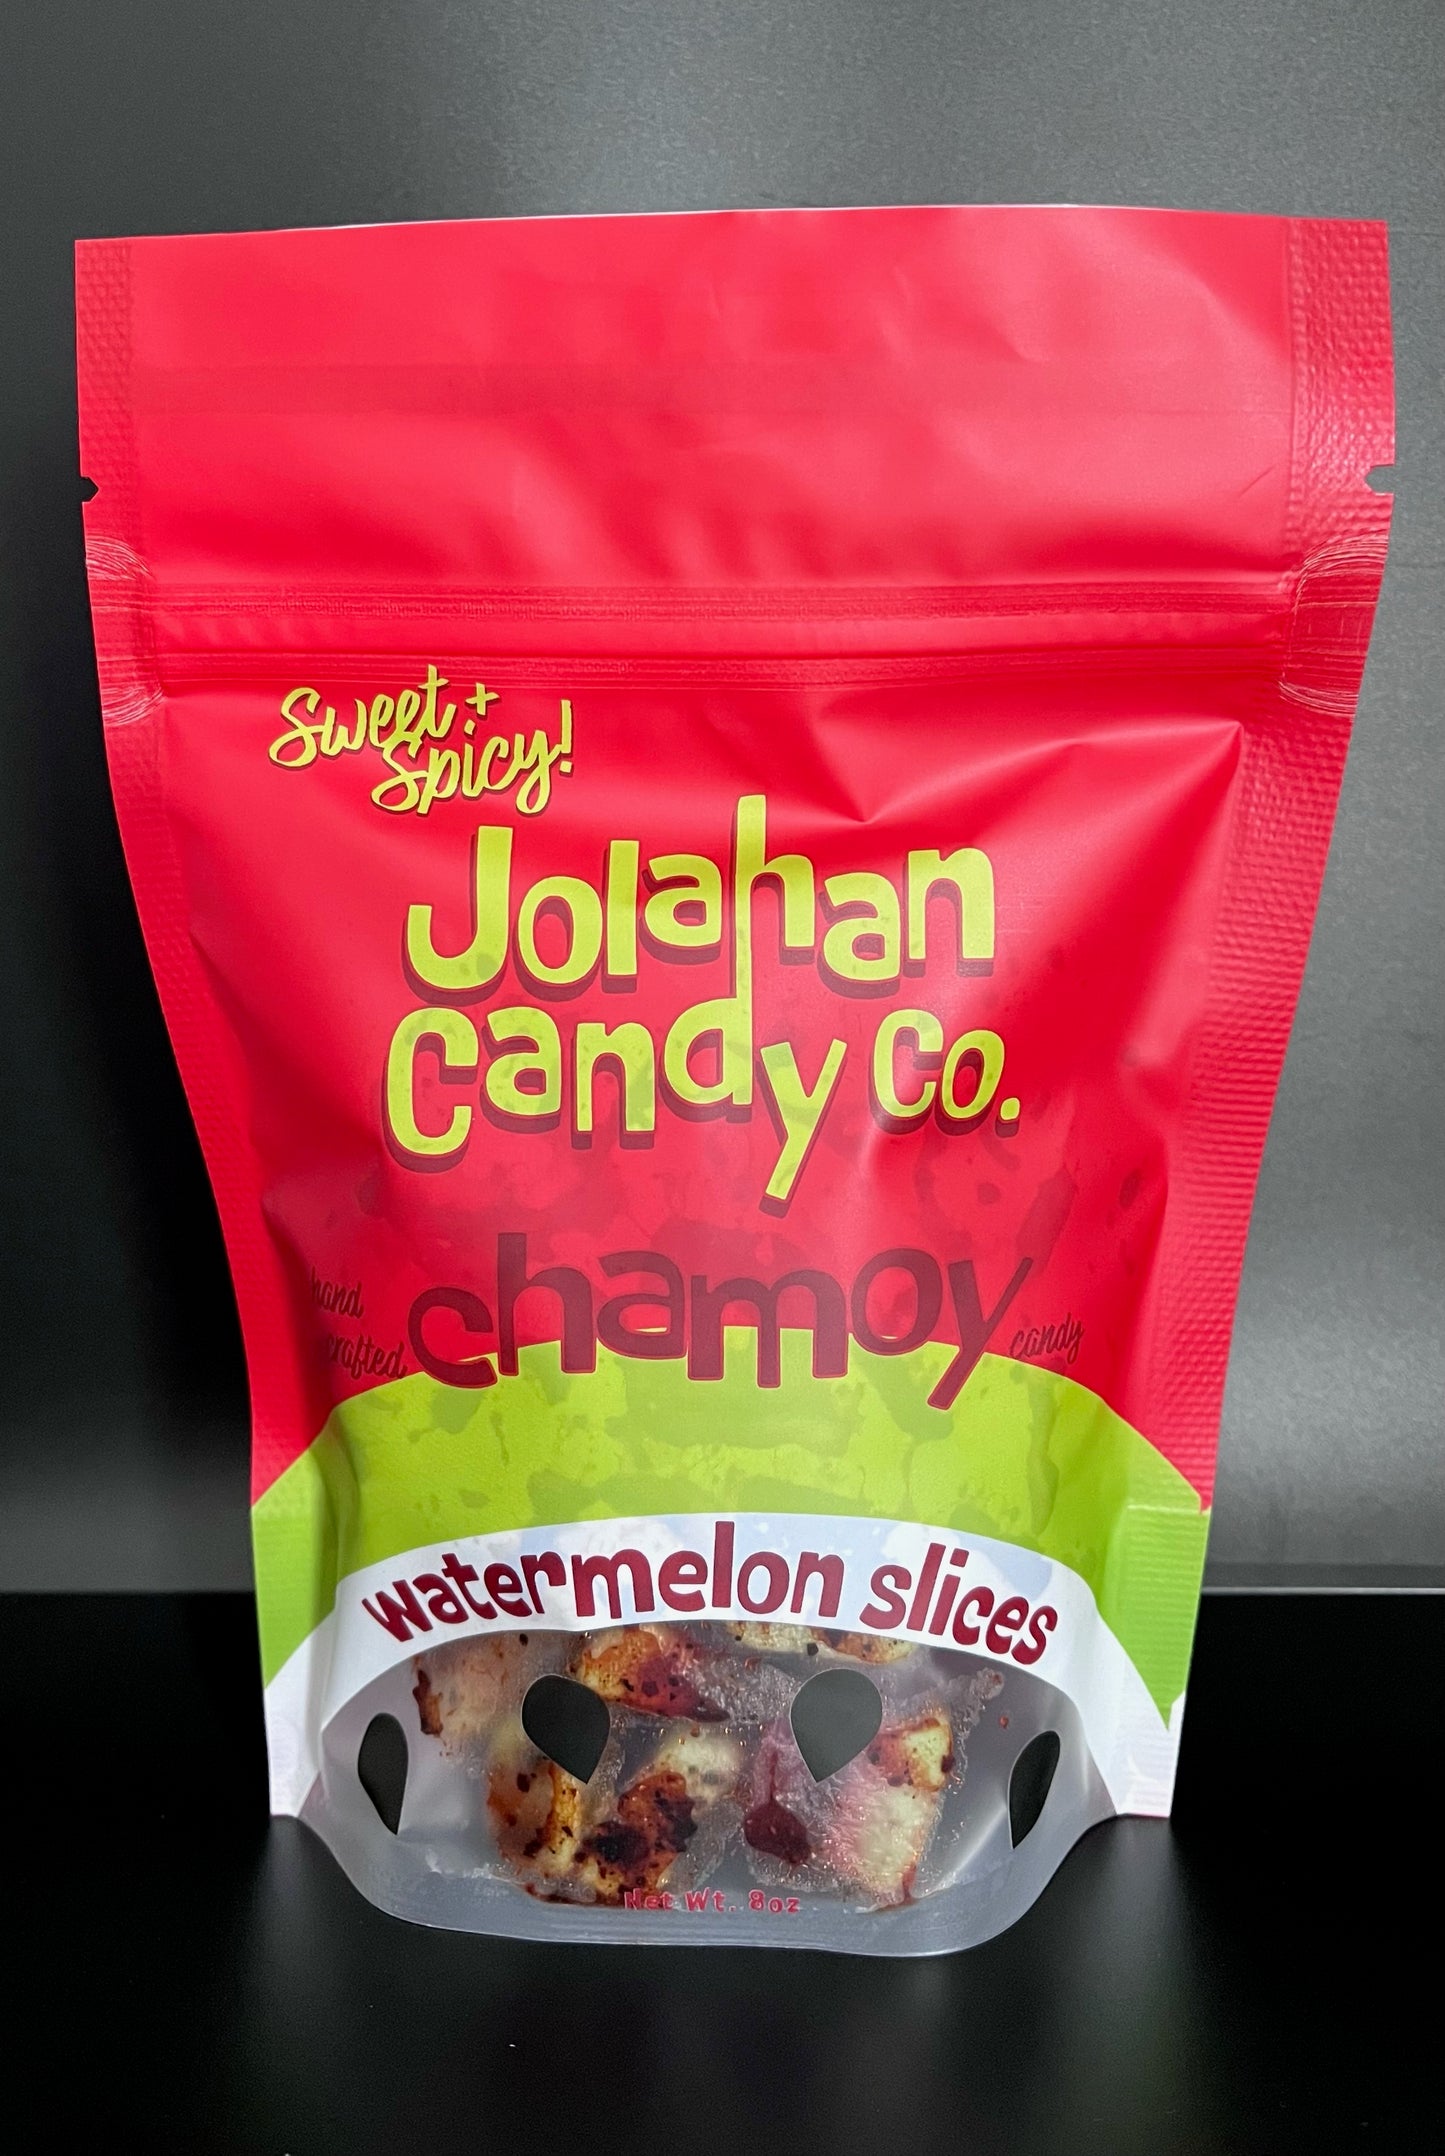 Sweet +
Spicy!
Jolahan
Candy Co.
hand
crafted
chamoy
candy
watermelon slices
Net Wt. 8oz